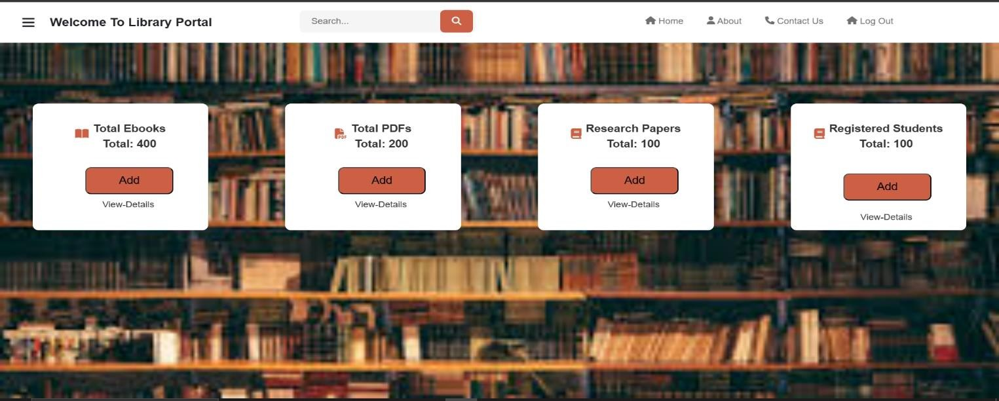 Welcome To Library Portal
Search...
Home
About
Contact Us
Log Out
Total Ebooks
Total: 400
Add
View-Details
Total PDFs
Total: 200
Add
View-Details
Research Papers
Total: 100
Add
View-Details
Registered Students
Total: 100
Add
View-Details